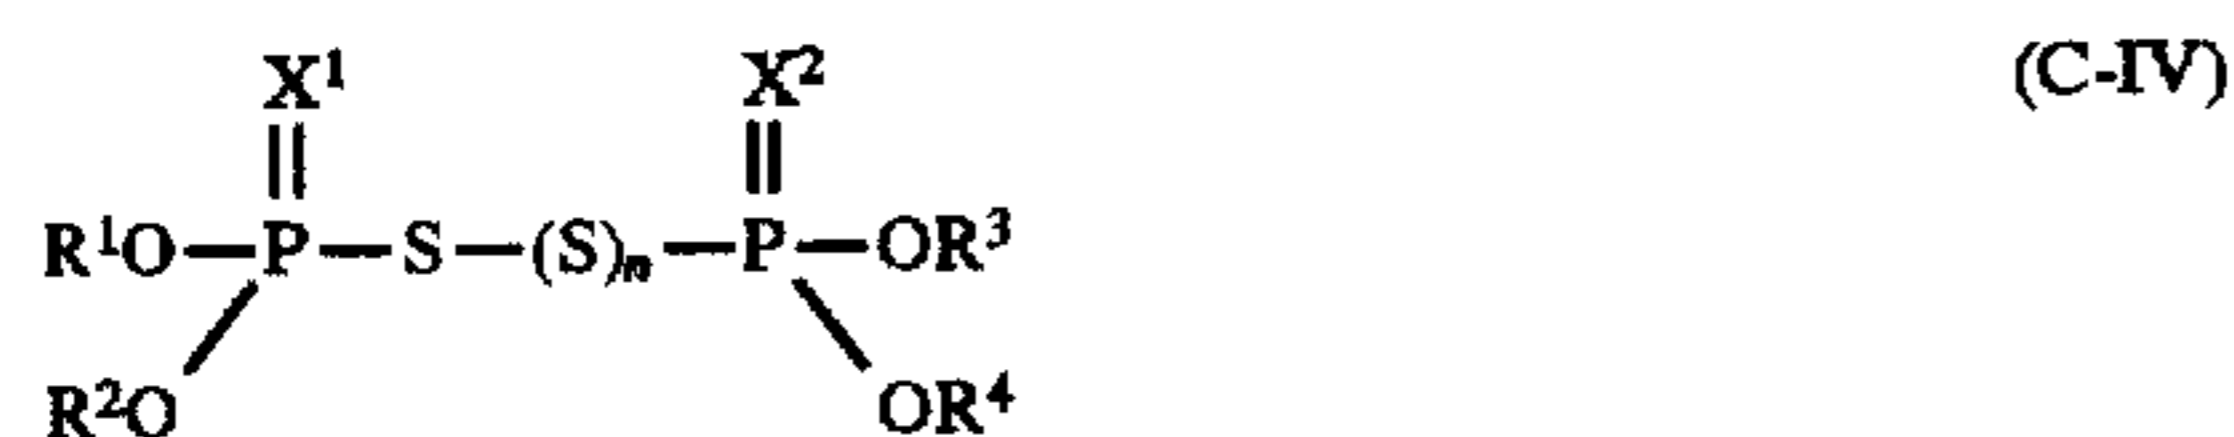 X¹ X² (C-IV)
R¹O—P—S—(S)ₙ—P—OR³
R²O OR⁴